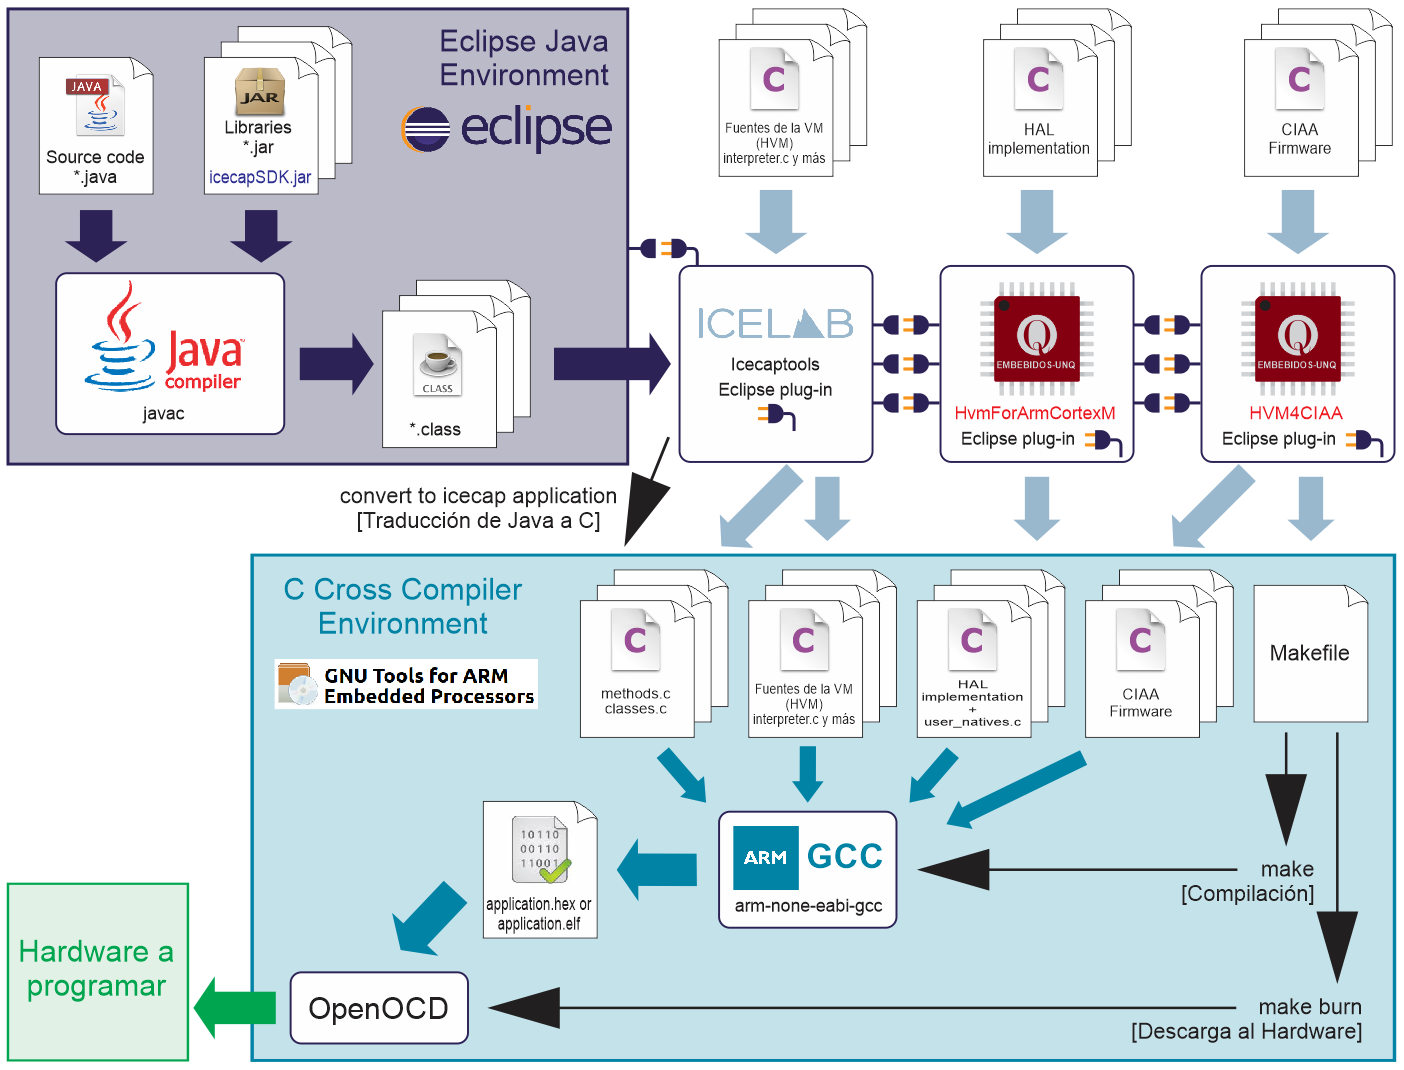 Eclipse Java
Environment
eclipse
JAVA
Source code
*.java
JAR
Libraries
*.jar
icecapSDK.jar
Java™
compiler
javac
CLASS
*.class
C
Fuentes de la VM
(HVM)
interpreter.c y más
C
HAL
implementation
C
CIAA
Firmware
ICELAB
Icecaptools
Eclipse plug-in
EMBEBIDOS-UNQ
HvmForArmCortexM
Eclipse plug-in
EMBEBIDOS-UNQ
HVM4CIAA
Eclipse plug-in
convert to icecap application
[Traducción de Java a C]
C Cross Compiler
Environment
GNU Tools for ARM
Embedded Processors
C
methods.c
classes.c
C
Fuentes de la VM
(HVM)
interpreter.c y más
C
HAL
implementation
+
user_natives.c
C
CIAA
Firmware
Makefile
ARM GCC
arm-none-eabi-gcc
make
[Compilación]
10110
00110
11001
application.hex or
application.elf
OpenOCD
make burn
[Descarga al Hardware]
Hardware a
programar